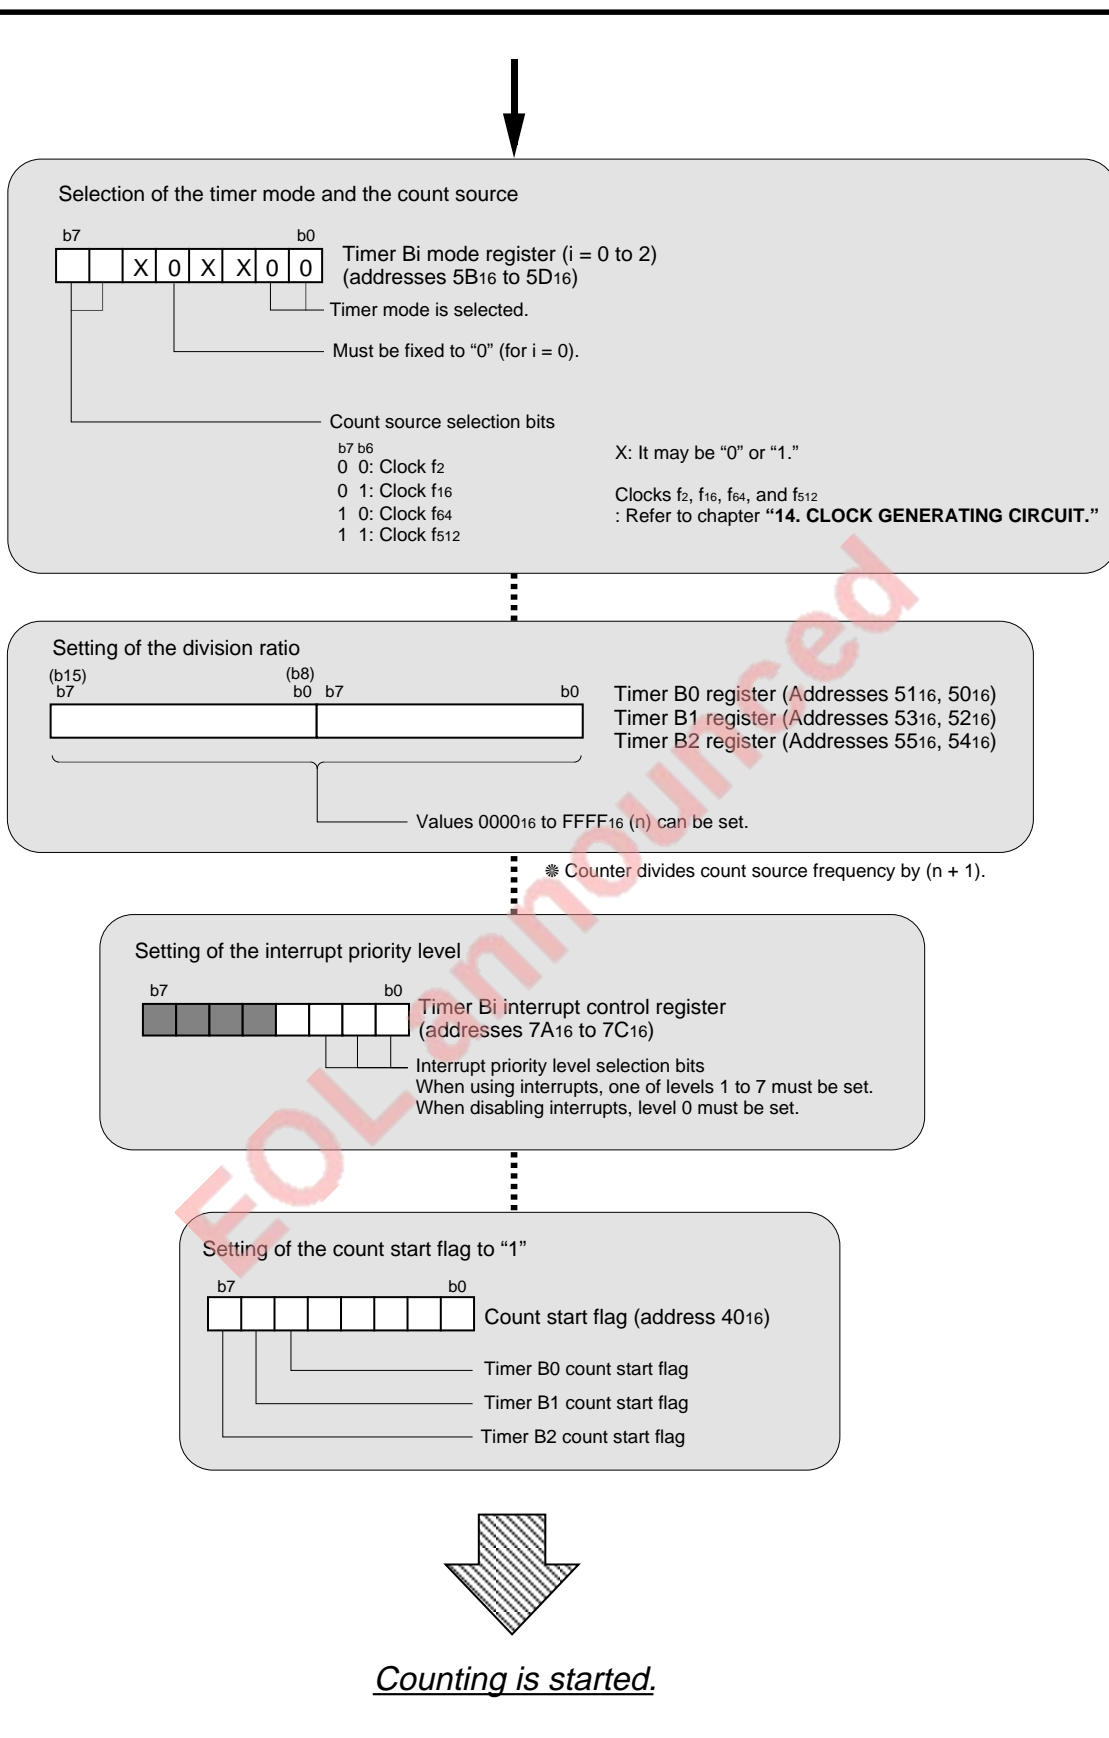 Selection of the timer mode and the count source
b7 b0
X 0 X X 0 0
Timer Bi mode register (i = 0 to 2)
(addresses 5B16 to 5D16)
Timer mode is selected.
Must be fixed to “0” (for i = 0).
Count source selection bits
b7 b6
0 0: Clock f2
0 1: Clock f16
1 0: Clock f64
1 1: Clock f512
X: It may be “0” or “1.”
Clocks f2, f16, f64, and f512
: Refer to chapter “14. CLOCK GENERATING CIRCUIT.”
Setting of the division ratio
(b15) (b8)
b7 b0 b7 b0
Timer B0 register (Addresses 5116, 5016)
Timer B1 register (Addresses 5316, 5216)
Timer B2 register (Addresses 5516, 5416)
Values 000016 to FFFF16 (n) can be set.
❋ Counter divides count source frequency by (n + 1).
Setting of the interrupt priority level
b7 b0
Timer Bi interrupt control register
(addresses 7A16 to 7C16)
Interrupt priority level selection bits
When using interrupts, one of levels 1 to 7 must be set.
When disabling interrupts, level 0 must be set.
Setting of the count start flag to “1”
b7 b0
Count start flag (address 4016)
Timer B0 count start flag
Timer B1 count start flag
Timer B2 count start flag
Counting is started.
EOL announced